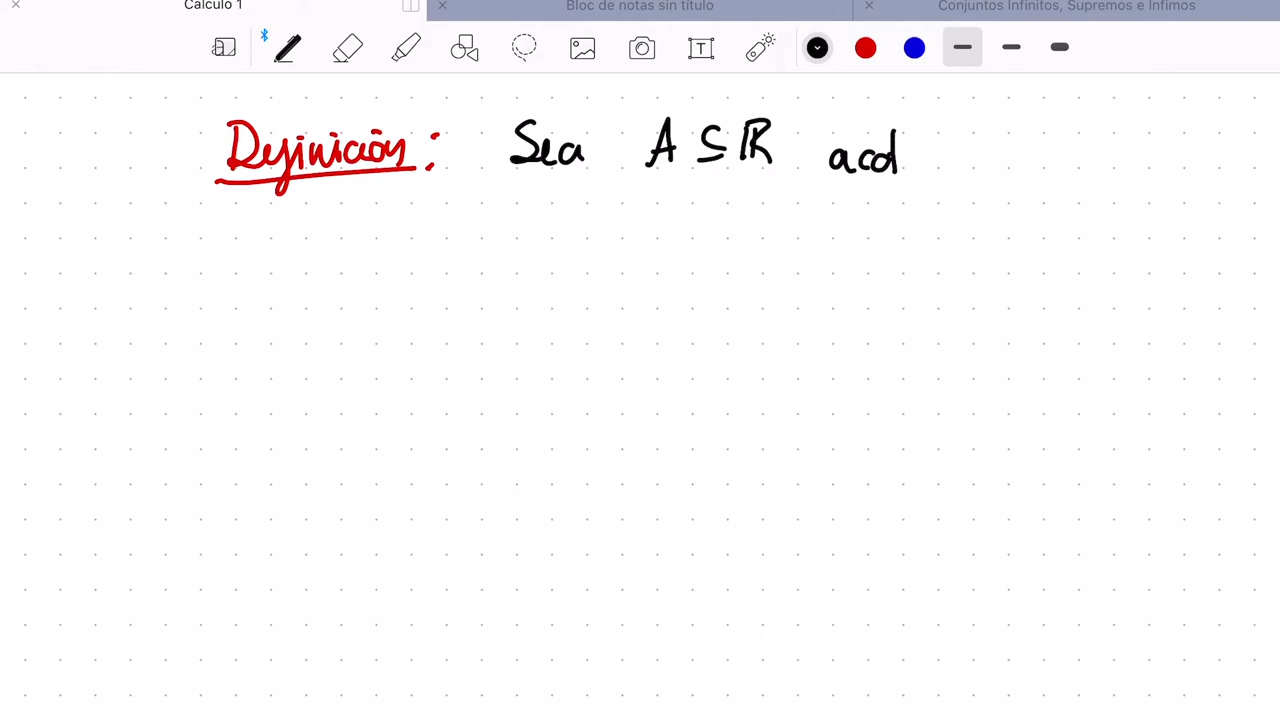 Calculo 1
Bloc de notas sin título
Conjuntos Infinitos, Supremos e Infimos
T
Definición: Sea A ⊆ ℝ acd